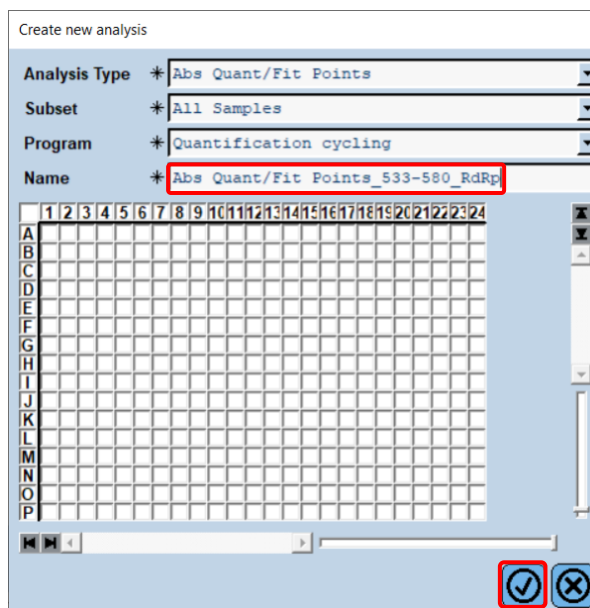 Create new analysis
Analysis Type * Abs Quant/Fit Points
Subset * All Samples
Program * Quantification cycling
Name * Abs Quant/Fit Points_533-580_RdRp
1 2 3 4 5 6 7 8 9 10 11 12 13 14 15 16 17 18 19 20 21 22 23 24
A
B
C
D
E
F
G
H
I
J
K
L
M
N
O
P